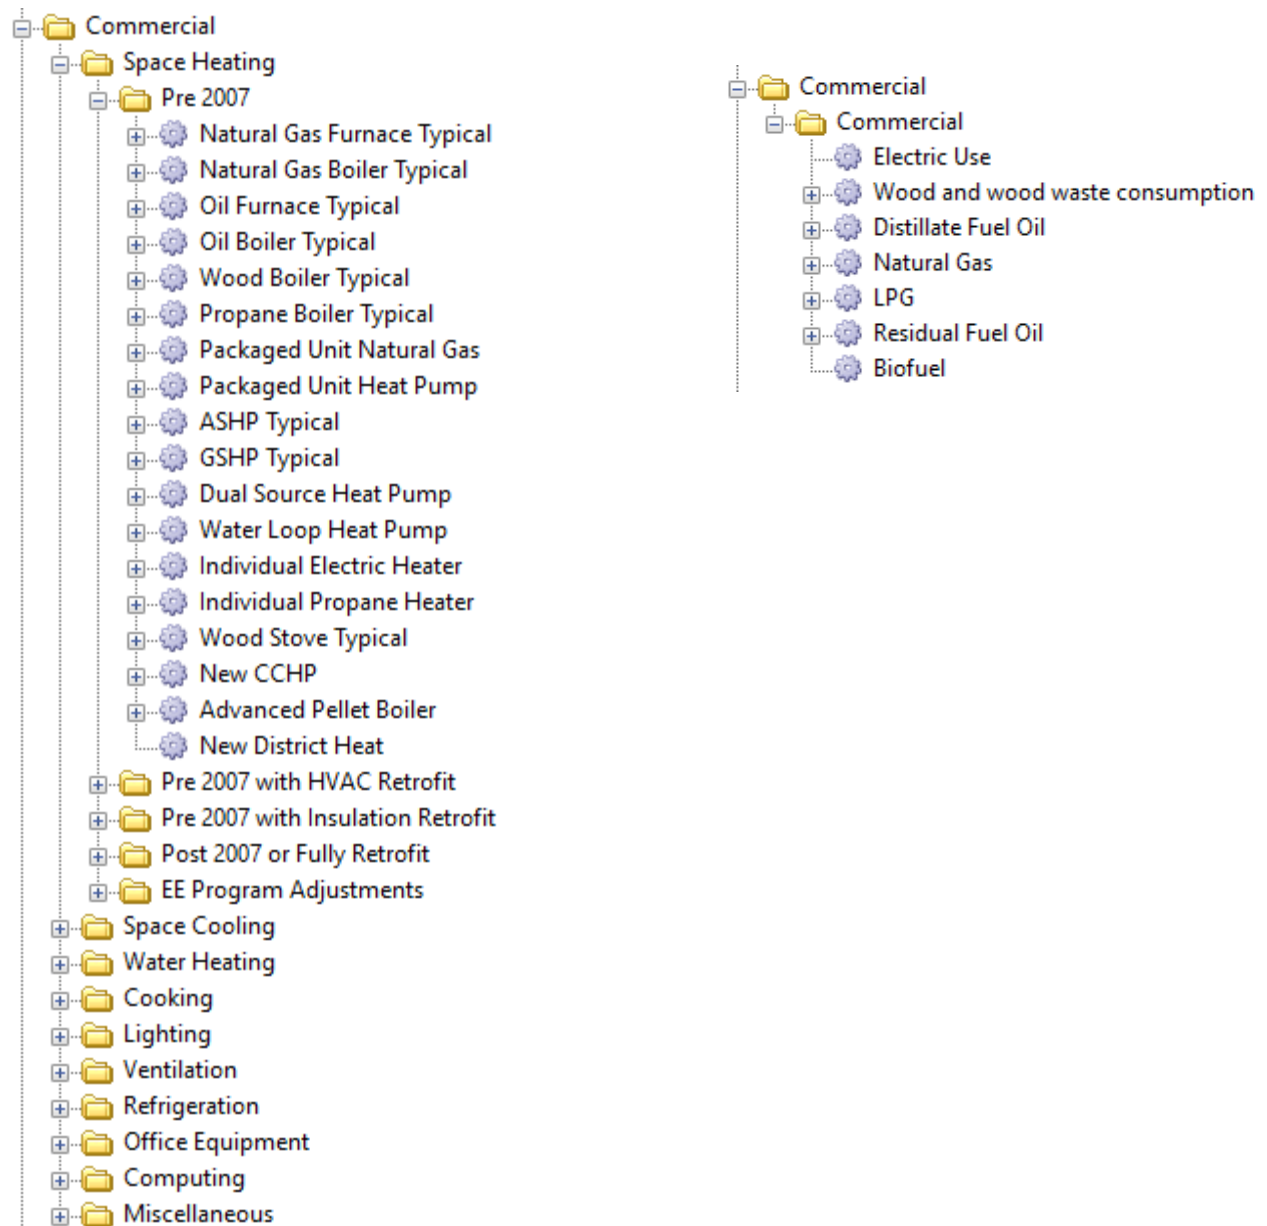 Commercial
Space Heating
Pre 2007
Natural Gas Furnace Typical
Natural Gas Boiler Typical
Oil Furnace Typical
Oil Boiler Typical
Wood Boiler Typical
Propane Boiler Typical
Packaged Unit Natural Gas
Packaged Unit Heat Pump
ASHP Typical
GSHP Typical
Dual Source Heat Pump
Water Loop Heat Pump
Individual Electric Heater
Individual Propane Heater
Wood Stove Typical
New CCHP
Advanced Pellet Boiler
New District Heat
Pre 2007 with HVAC Retrofit
Pre 2007 with Insulation Retrofit
Post 2007 or Fully Retrofit
EE Program Adjustments
Space Cooling
Water Heating
Cooking
Lighting
Ventilation
Refrigeration
Office Equipment
Computing
Miscellaneous
Commercial
Commercial
Electric Use
Wood and wood waste consumption
Distillate Fuel Oil
Natural Gas
LPG
Residual Fuel Oil
Biofuel